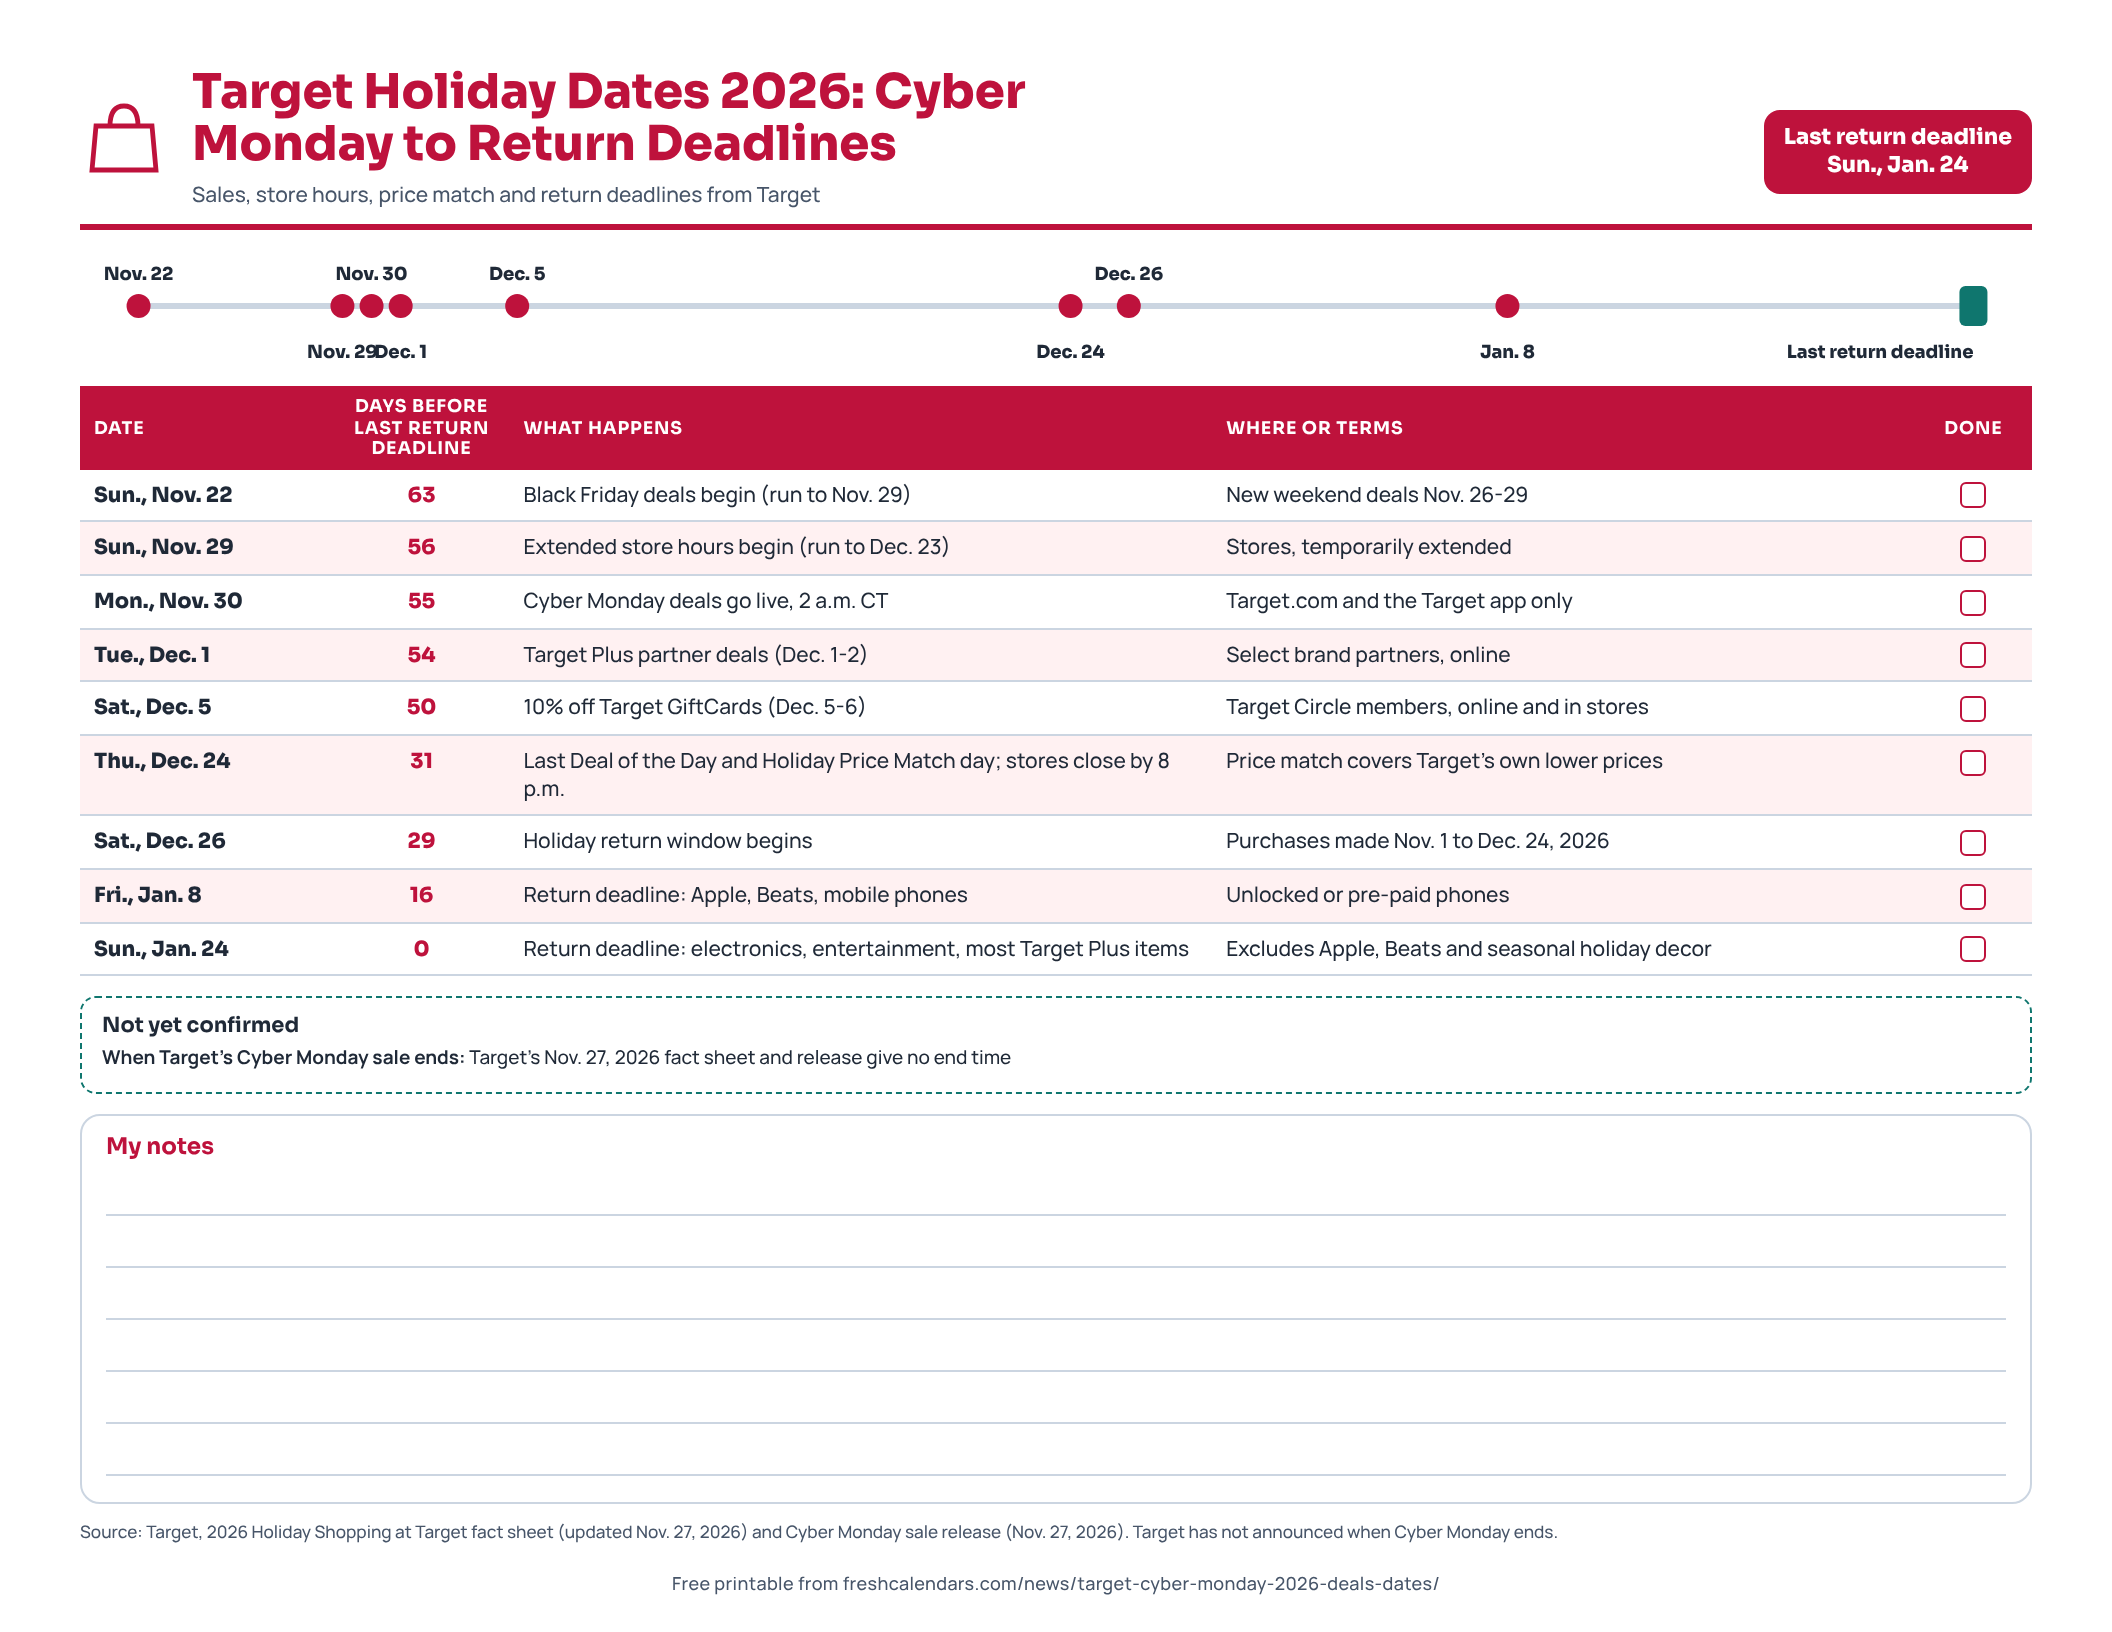 Target Holiday Dates 2026: Cyber
Monday to Return Deadlines
Sales, store hours, price match and return deadlines from Target
Last return deadline
Sun., Jan. 24
Nov. 22
Nov. 30
Dec. 5
Dec. 26
Nov. 29
Dec. 1
Dec. 24
Jan. 8
Last return deadline
DATE
DAYS BEFORE
LAST RETURN
DEADLINE
WHAT HAPPENS
WHERE OR TERMS
DONE
Sun., Nov. 22 63 Black Friday deals begin (run to Nov. 29) New weekend deals Nov. 26-29
Sun., Nov. 29 56 Extended store hours begin (run to Dec. 23) Stores, temporarily extended
Mon., Nov. 30 55 Cyber Monday deals go live, 2 a.m. CT Target.com and the Target app only
Tue., Dec. 1 54 Target Plus partner deals (Dec. 1-2) Select brand partners, online
Sat., Dec. 5 50 10% off Target GiftCards (Dec. 5-6) Target Circle members, online and in stores
Thu., Dec. 24 31 Last Deal of the Day and Holiday Price Match day; stores close by 8 Price match covers Target's own lower prices
p.m.
Sat., Dec. 26 29 Holiday return window begins Purchases made Nov. 1 to Dec. 24, 2026
Fri., Jan. 8 16 Return deadline: Apple, Beats, mobile phones Unlocked or pre-paid phones
Sun., Jan. 24 0 Return deadline: electronics, entertainment, most Target Plus items Excludes Apple, Beats and seasonal holiday decor
Not yet confirmed
When Target's Cyber Monday sale ends: Target's Nov. 27, 2026 fact sheet and release give no end time
My notes
Source: Target, 2026 Holiday Shopping at Target fact sheet (updated Nov. 27, 2026) and Cyber Monday sale release (Nov. 27, 2026). Target has not announced when Cyber Monday ends.
Free printable from freshcalendars.com/news/target-cyber-monday-2026-deals-dates/